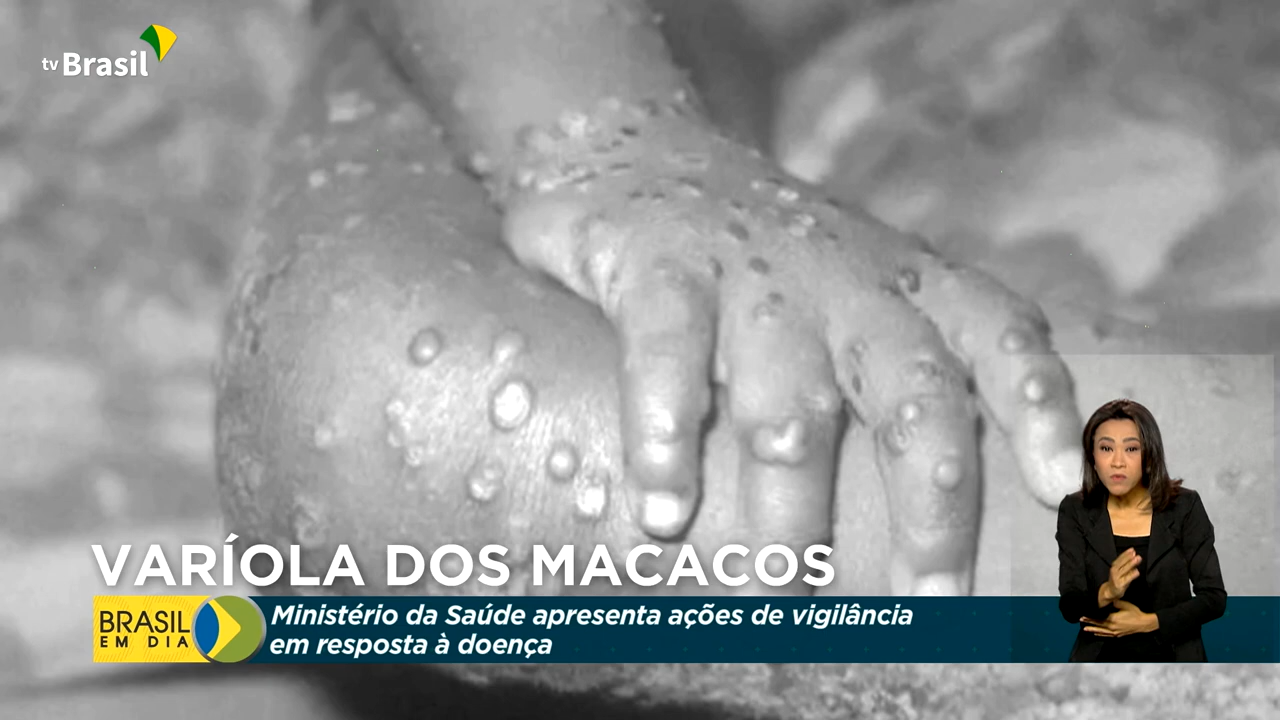 tv Brasil
VARÍOLA DOS MACACOS
BRASIL
EM DIA
Ministério da Saúde apresenta ações de vigilância
em resposta à doença